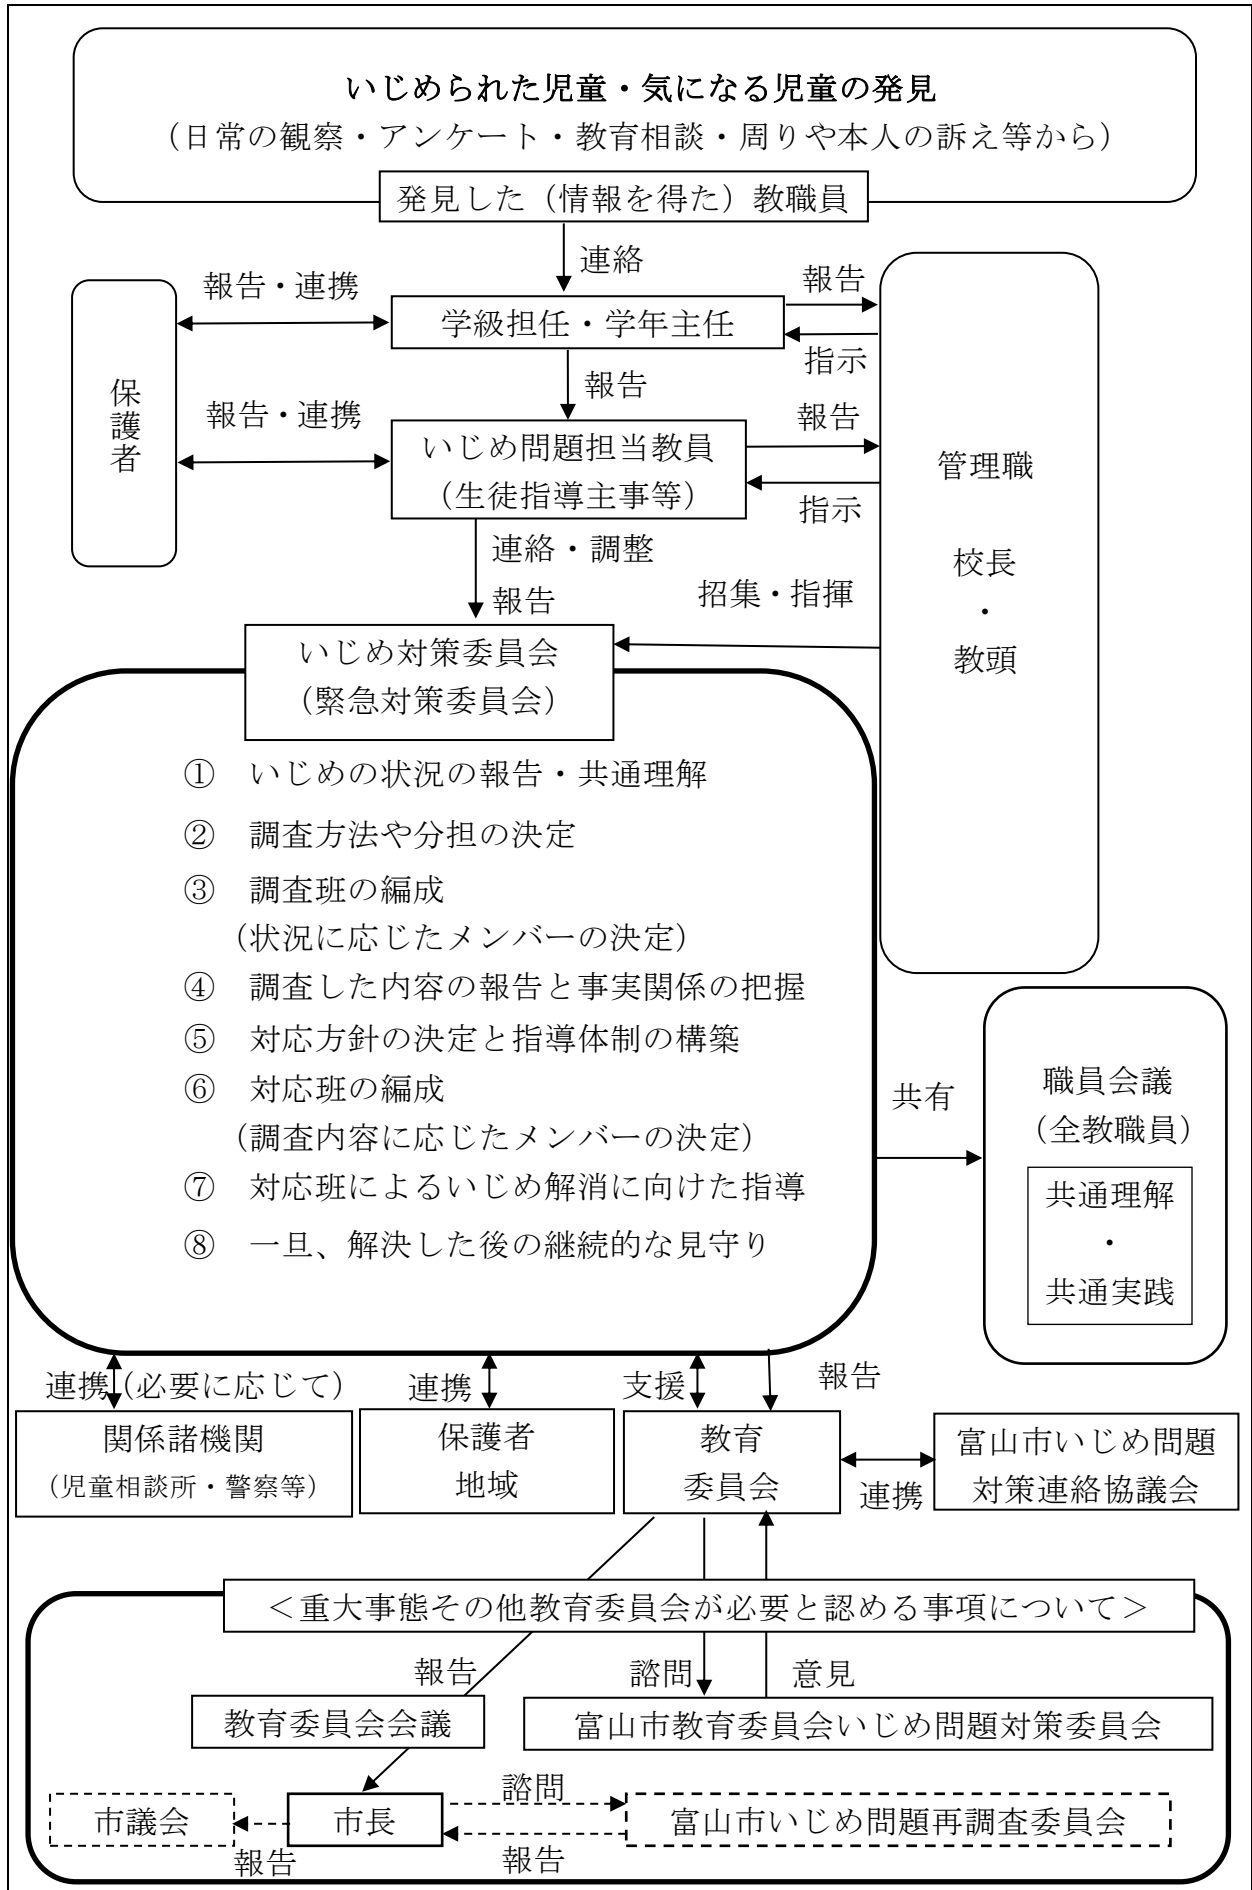 いじめられた児童・気になる児童の発見
（日常の観察・アンケート・教育相談・周りや本人の訴え等から）
発見した（情報を得た）教職員
連絡
報告・連携
報告
学級担任・学年主任
指示
報告
保護者
報告・連携
報告
いじめ問題担当教員
（生徒指導主事等）
指示
管理職
校長
・
教頭
連絡・調整
報告
招集・指揮
いじめ対策委員会
（緊急対策委員会）
① いじめの状況の報告・共通理解
② 調査方法や分担の決定
③ 調査班の編成
（状況に応じたメンバーの決定）
④ 調査した内容の報告と事実関係の把握
⑤ 対応方針の決定と指導体制の構築
⑥ 対応班の編成
（調査内容に応じたメンバーの決定）
⑦ 対応班によるいじめ解消に向けた指導
⑧ 一旦、解決した後の継続的な見守り
共有
職員会議
（全教職員）
共通理解
・
共通実践
連携（必要に応じて）
連携
支援
報告
関係諸機関
（児童相談所・警察等）
保護者
地域
教育
委員会
連携
富山市いじめ問題
対策連絡協議会
＜重大事態その他教育委員会が必要と認める事項について＞
報告
諮問
意見
教育委員会会議
富山市教育委員会いじめ問題対策委員会
諮問
市議会
市長
富山市いじめ問題再調査委員会
報告
報告